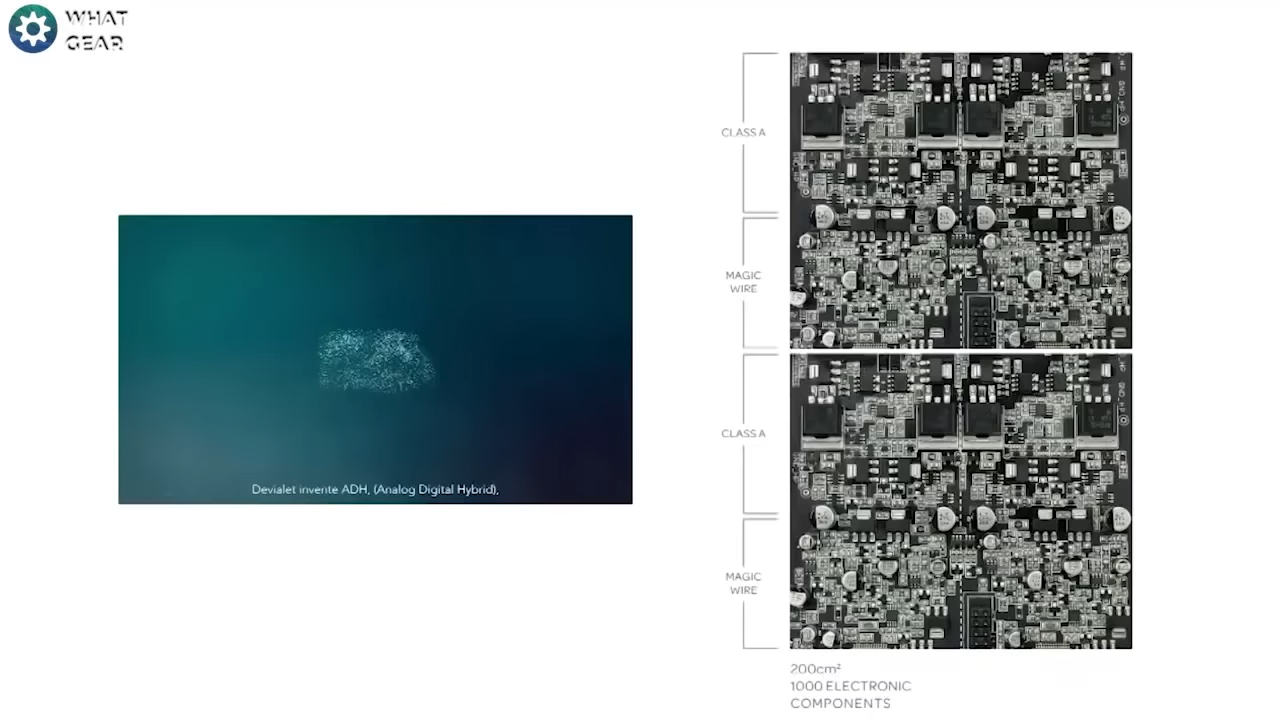 WHAT
GEAR
CLASS A
MAGIC
WIRE
CLASS A
MAGIC
WIRE
Devialet invente ADH, (Analog Digital Hybrid),
200cm²
1000 ELECTRONIC
COMPONENTS